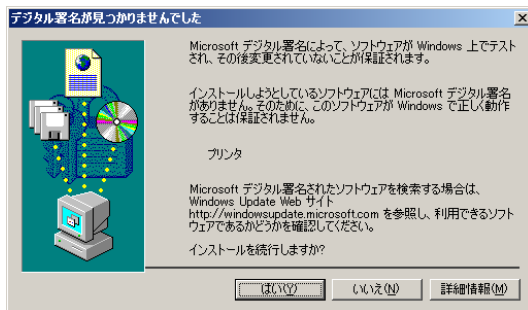 デジタル署名が見つかりませんでした
Microsoft デジタル署名によって、ソフトウェアが Windows 上でテスト
され、その後変更されていないことが保証されます。
インストールしようとしているソフトウェアには Microsoft デジタル署名
がありません。そのために、このソフトウェアが Windows で正しく動作
することは保証されません。
プリンタ
Microsoft デジタル署名されたソフトウェアを検索する場合は、
Windows Update Web サイト
http://windowsupdate.microsoft.com を参照し、利用できるソフト
ウェアであるかどうかを確認してください。
インストールを続行しますか?
はい(Y)
いいえ(N)
詳細情報(M)